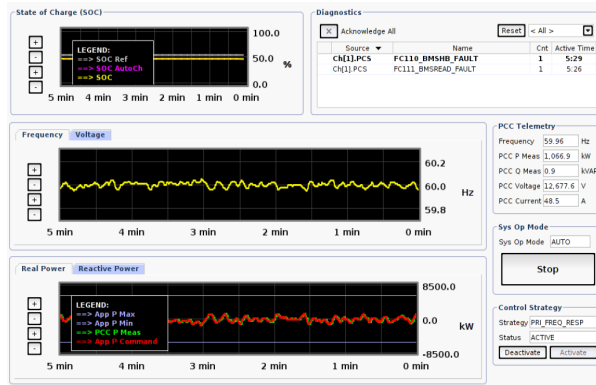 State of Charge (SOC)
+
-
+
-
LEGEND:
==> SOC Ref
==> SOC AutoCh
==> SOC
100.0
50.0 %
0.0
5 min 4 min 3 min 2 min 1 min 0 min
Diagnostics
× Acknowledge All Reset < All >
Source Name Cnt Active Time
Ch[1].PCS FC110_BMSHB_FAULT 1 5:29
Ch[1].PCS FC111_BMSREAD_FAULT 1 5:26
Frequency Voltage
+
-
+
-
60.2
60.0 Hz
59.8
5 min 4 min 3 min 2 min 1 min 0 min
PCC Telemetry
Frequency 59.96 Hz
PCC P Meas 1,066.9 kW
PCC Q Meas 0.9 kVAR
PCC Voltage 12,677.6 V
PCC Current 48.5 A
Sys Op Mode
Sys Op Mode AUTO
Stop
Real Power Reactive Power
+
-
+
-
LEGEND:
==> App P Max
==> App P Min
==> PCC P Meas
==> App P Command
8500.0
0.0 kW
-8500.0
5 min 4 min 3 min 2 min 1 min 0 min
Control Strategy
Strategy PRI_FREQ_RESP
Status ACTIVE
Deactivate Activate